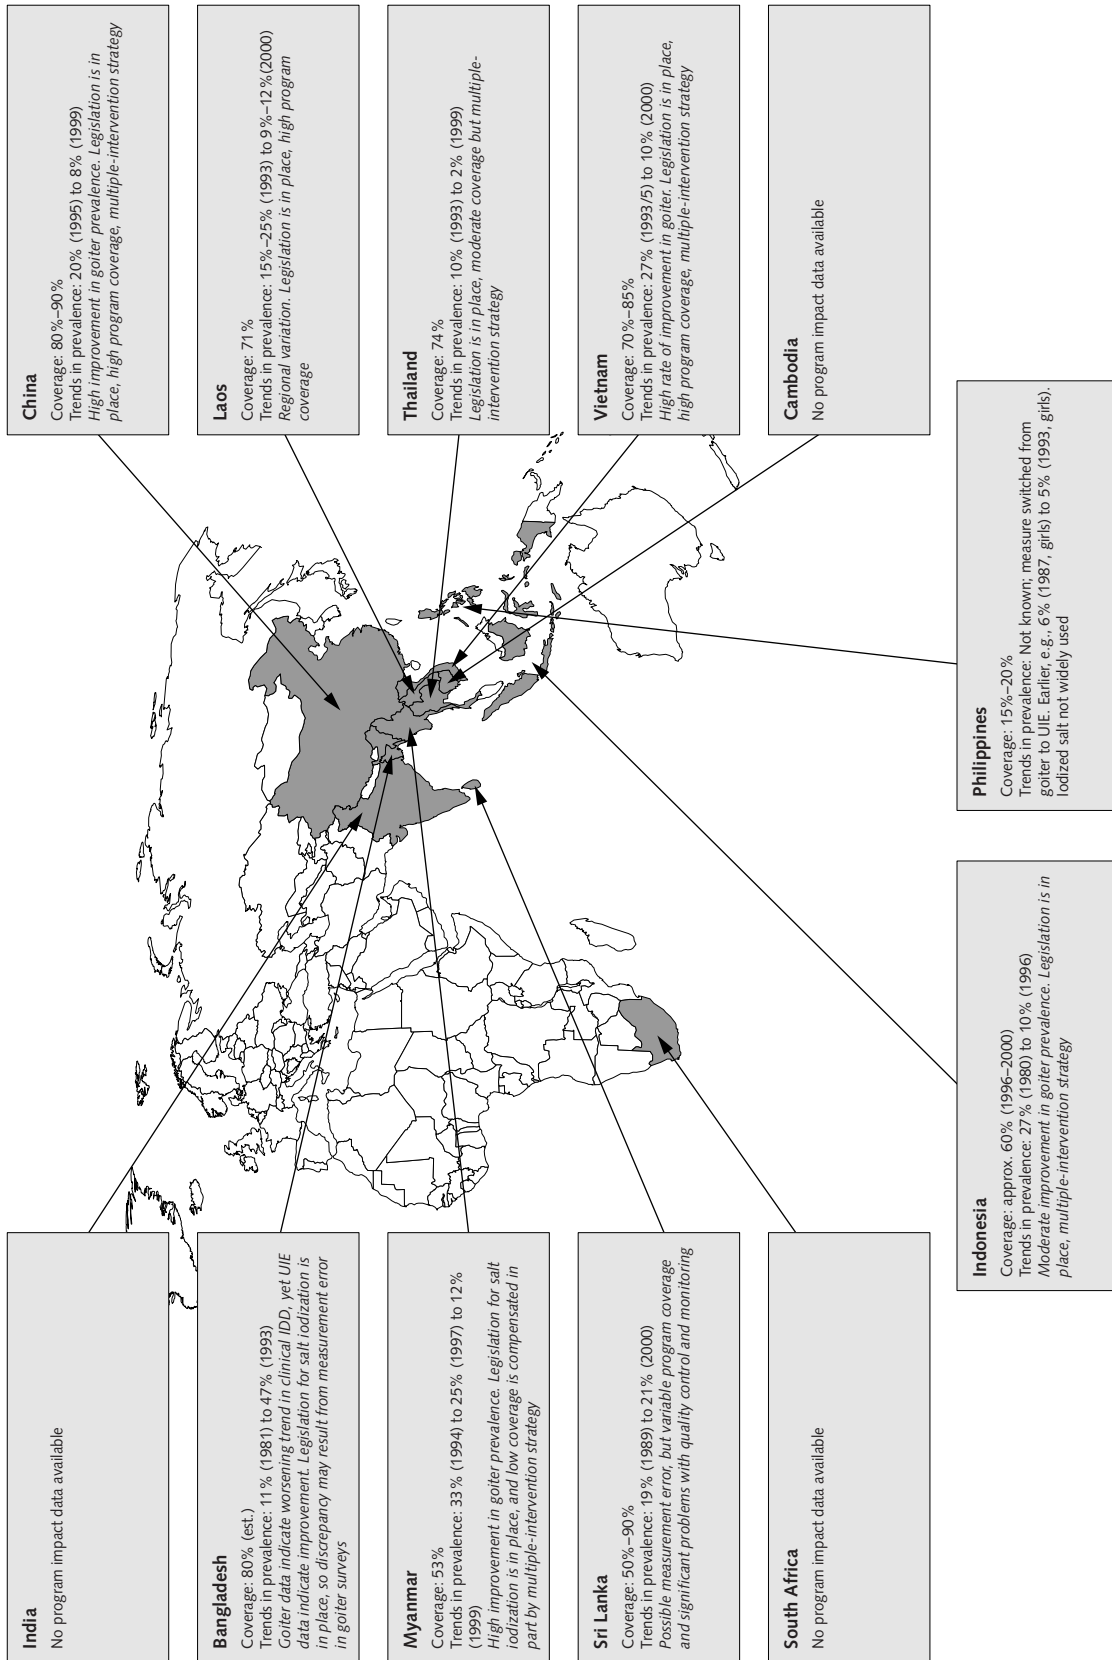 India
No program impact data available
Bangladesh
Coverage: 80% (est.)
Trends in prevalence: 11% (1981) to 47% (1993)
Goiter data indicate worsening trend in clinical IDD, yet UIE
data indicate improvement. Legislation for salt iodization is
in place, so discrepancy may result from measurement error
in goiter surveys
Myanmar
Coverage: 53%
Trends in prevalence: 33% (1994) to 25% (1997) to 12%
(1999)
High improvement in goiter prevalence. Legislation for salt
iodization is in place, and low coverage is compensated in
part by multiple-intervention strategy
Sri Lanka
Coverage: 50%–90%
Trends in prevalence: 19% (1989) to 21% (2000)
Possible measurement error, but variable program coverage
and significant problems with quality control and monitoring
South Africa
No program impact data available
Indonesia
Coverage: approx. 60% (1996–2000)
Trends in prevalence: 27% (1980) to 10% (1996)
Moderate improvement in goiter prevalence. Legislation is in
place, multiple-intervention strategy
Philippines
Coverage: 15%–20%
Trends in prevalence: Not known; measure switched from
goiter to UIE. Earlier, e.g., 6% (1987, girls) to 5% (1993, girls).
Iodized salt not widely used
China
Coverage: 80%–90%
Trends in prevalence: 20% (1995) to 8% (1999)
High improvement in goiter prevalence. Legislation is in
place, high program coverage, multiple-intervention strategy
Laos
Coverage: 71%
Trends in prevalence: 15%–25% (1993) to 9%–12%(2000)
Regional variation. Legislation is in place, high program
coverage
Thailand
Coverage: 74%
Trends in prevalence: 10% (1993) to 2% (1999)
Legislation is in place, moderate coverage but multiple-
intervention strategy
Vietnam
Coverage: 70%–85%
Trends in prevalence: 27% (1993/5) to 10% (2000)
High rate of improvement in goiter. Legislation is in place,
high program coverage, multiple-intervention strategy
Cambodia
No program impact data available